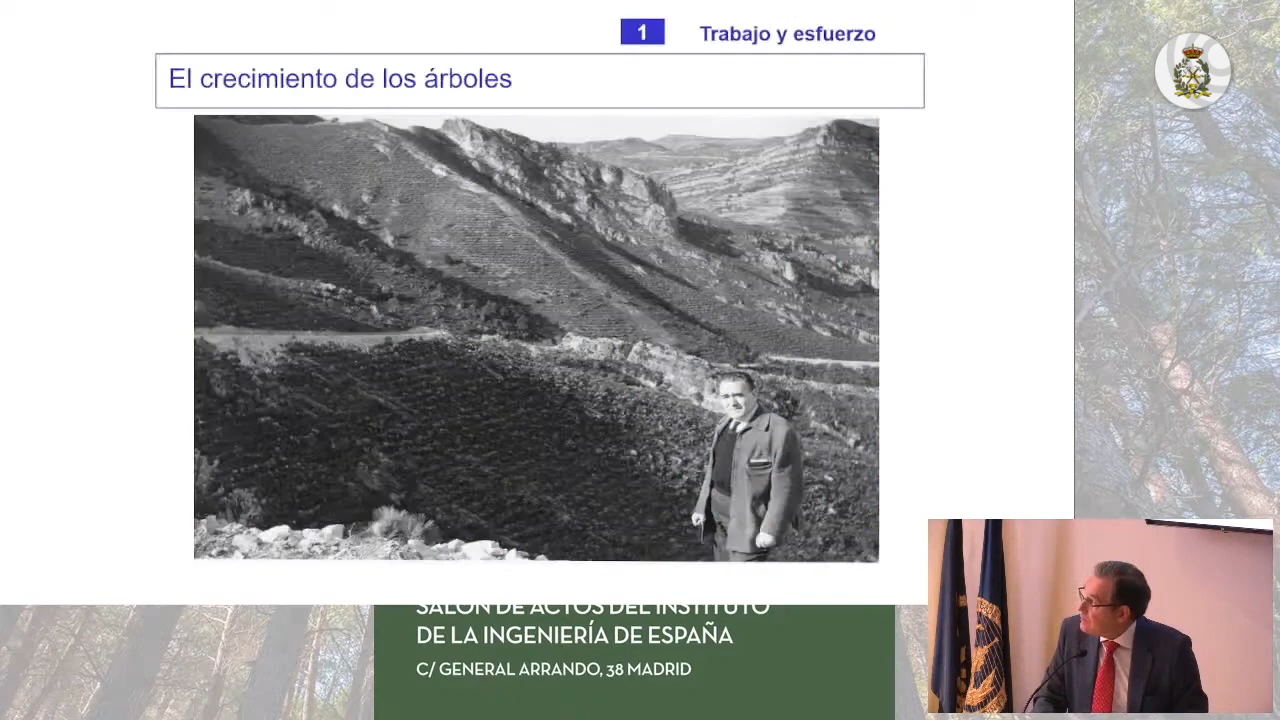 1
Trabajo y esfuerzo
El crecimiento de los árboles
SALÓN DE ACTOS DEL INSTITUTO
DE LA INGENIERÍA DE ESPAÑA
C/ GENERAL ARRANDO, 38 MADRID